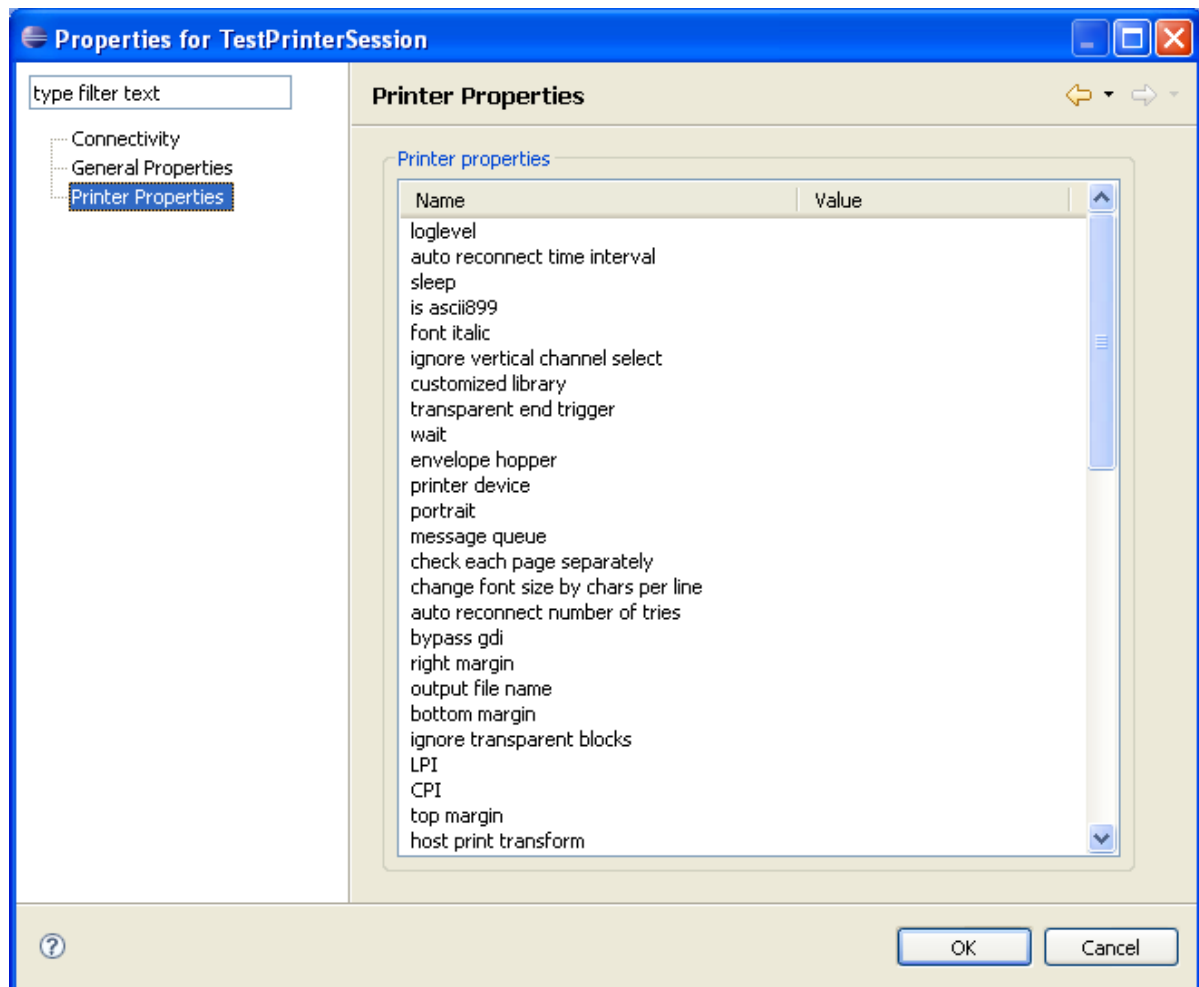 Properties for TestPrinterSession
type filter text
Connectivity
General Properties
Printer Properties
Printer Properties
Printer properties
Name Value
loglevel
auto reconnect time interval
sleep
is ascii899
font italic
ignore vertical channel select
customized library
transparent end trigger
wait
envelope hopper
printer device
portrait
message queue
check each page separately
change font size by chars per line
auto reconnect number of tries
bypass gdi
right margin
output file name
bottom margin
ignore transparent blocks
LPI
CPI
top margin
host print transform
? OK Cancel